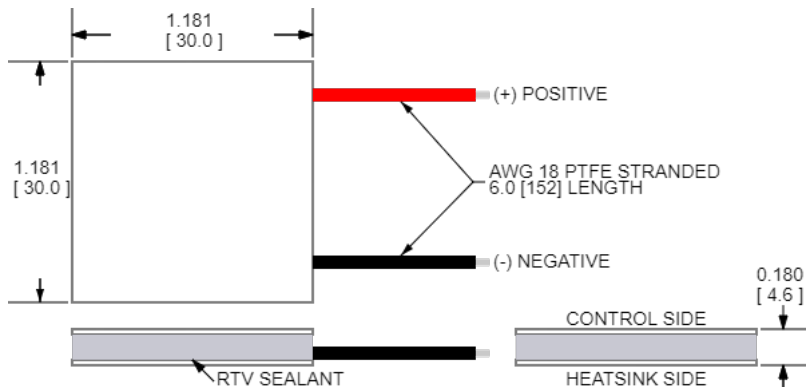 1.181
[ 30.0 ]
(+) POSITIVE
1.181
[ 30.0 ]
AWG 18 PTFE STRANDED
6.0 [152] LENGTH
(-) NEGATIVE
0.180
[ 4.6 ]
CONTROL SIDE
RTV SEALANT
HEATSINK SIDE